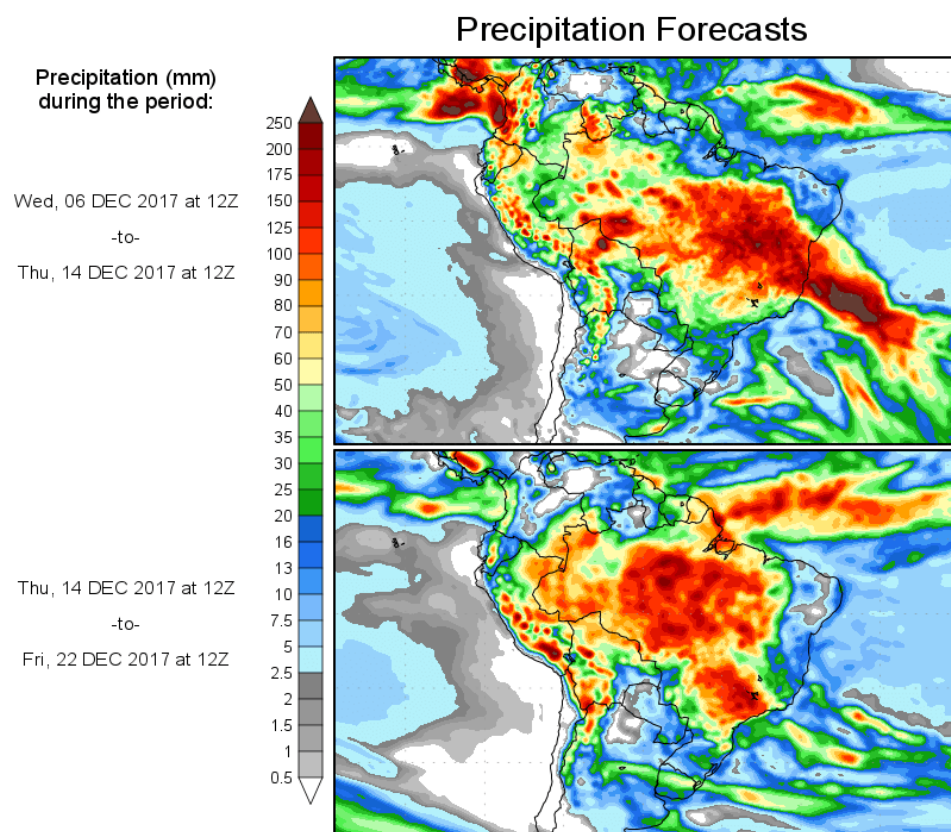 Precipitation Forecasts
Precipitation (mm)
during the period:
Wed, 06 DEC 2017 at 12Z
-to-
Thu, 14 DEC 2017 at 12Z
Thu, 14 DEC 2017 at 12Z
-to-
Fri, 22 DEC 2017 at 12Z
250
200
175
150
125
100
90
80
70
60
50
40
35
30
25
20
16
13
10
7.5
5
2.5
2
1.5
1
0.5